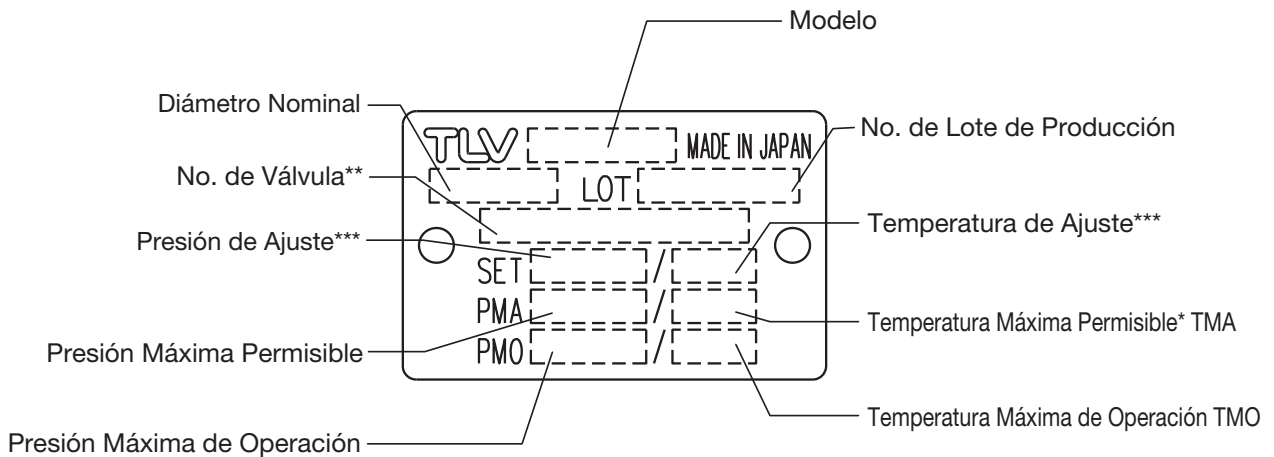 Modelo
Diámetro Nominal
TLV MADE IN JAPAN
No. de Lote de Producción
No. de Válvula**
LOT
Temperatura de Ajuste***
Presión de Ajuste***
SET /
PMA /
Temperatura Máxima Permisible* TMA
Presión Máxima Permisible
PMO /
Temperatura Máxima de Operación TMO
Presión Máxima de Operación